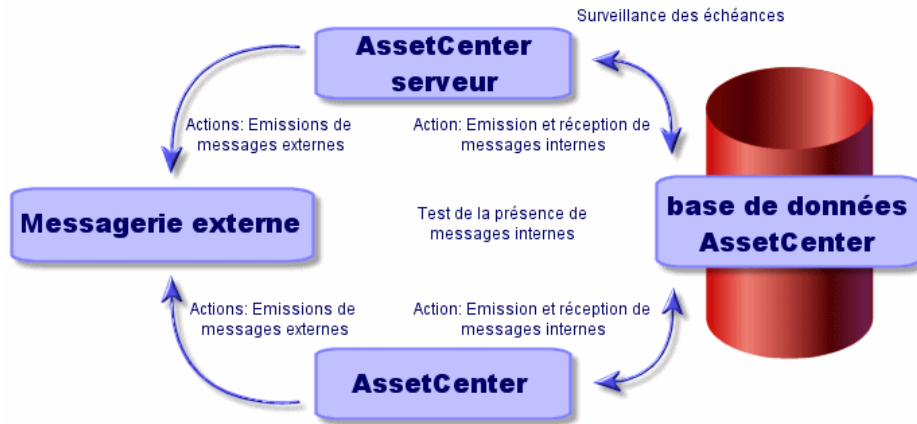 Surveillance des échéances
AssetCenter
serveur
Actions: Emissions de
messages externes
Action: Emission et réception de
messages internes
Messagerie externe
Test de la présence de
messages internes
base de données
AssetCenter
Actions: Emissions de
messages externes
Action: Emission et réception de
messages internes
AssetCenter